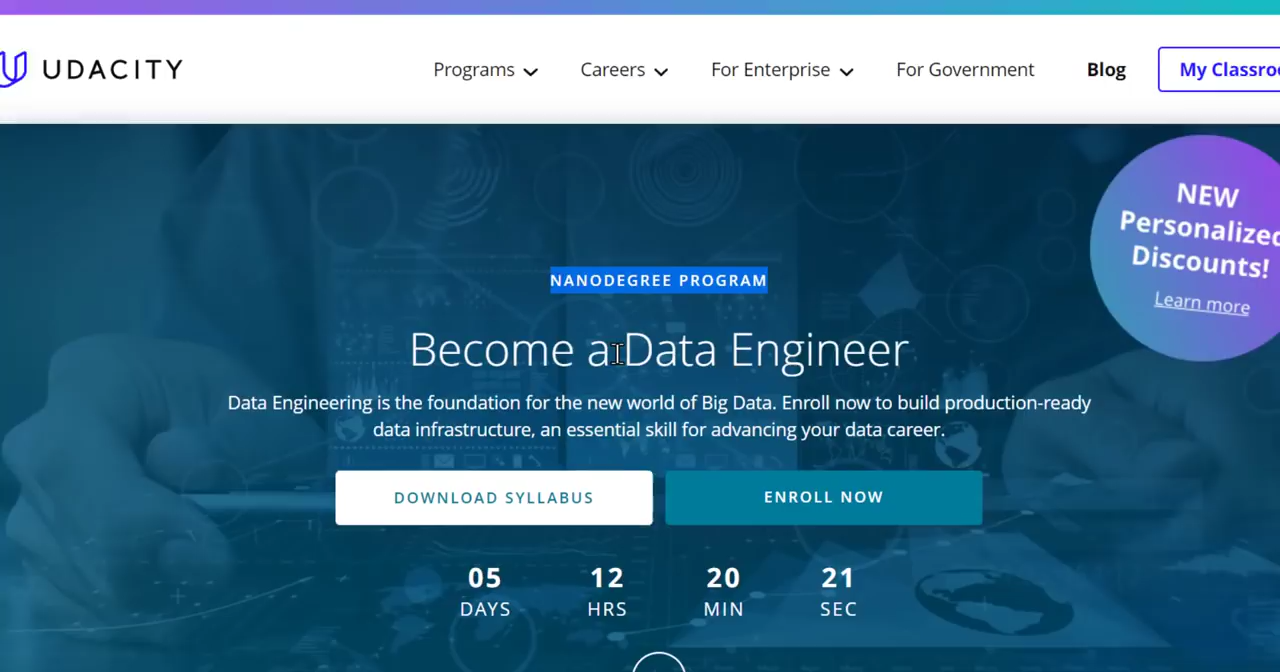 UDACITY
Programs
Careers
For Enterprise
For Government
Blog
NEW
Discounts!
Learn more
NANODEGREE PROGRAM
Become a Data Engineer
Data Engineering is the foundation for the new world of Big Data. Enroll now to build production-ready
data infrastructure, an essential skill for advancing your data career.
DOWNLOAD SYLLABUS
ENROLL NOW
05 12 20 21
DAYS HRS MIN SEC